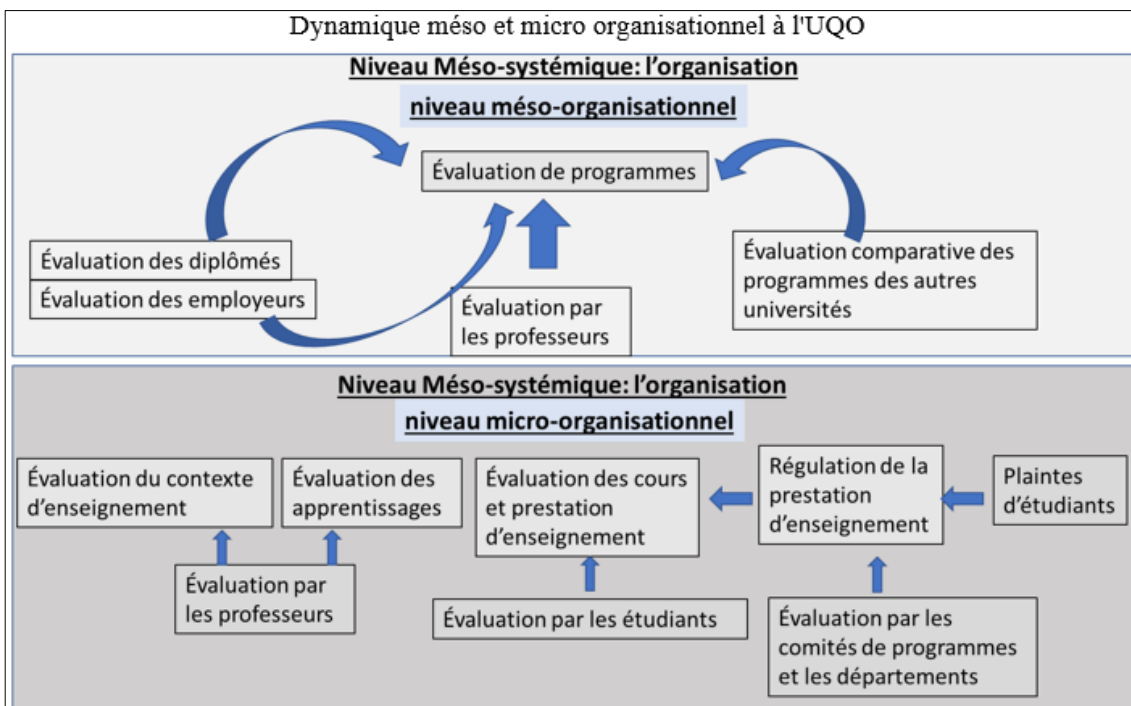 Dynamique méso et micro organisationnel à l'UQO
Niveau Méso-systémique: l'organisation
niveau méso-organisationnel
Évaluation de programmes
Évaluation des diplômés
Évaluation des employeurs
Évaluation par
les professeurs
Évaluation comparative des
programmes des autres
universités
Niveau Méso-systémique: l'organisation
niveau micro-organisationnel
Évaluation du contexte
d'enseignement
Évaluation des
apprentissages
Évaluation des cours
et prestation
d'enseignement
Régulation de la
prestation
d'enseignement
Plaintes
d'étudiants
Évaluation par
les professeurs
Évaluation par les étudiants
Évaluation par les
comités de programmes
et les départements